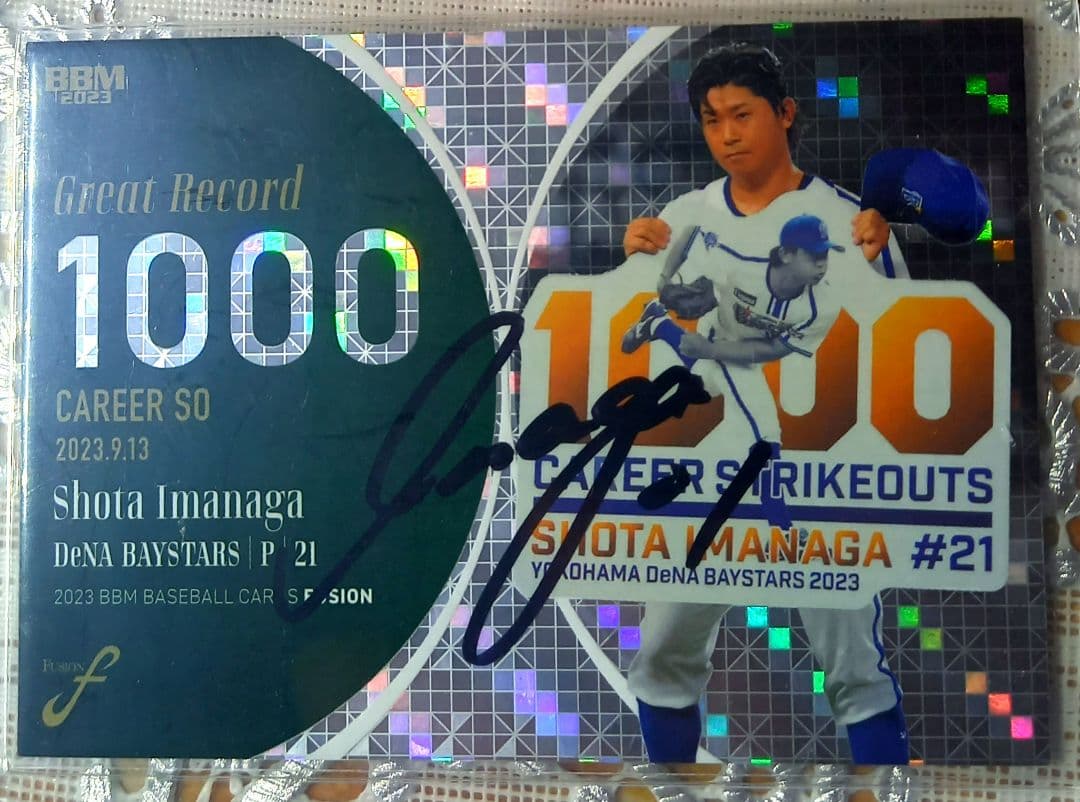 BBM
2023
Great Record
1000
CAREER SO
2023.9.13
Shota Imanaga
DeNA BAYSTARS | P | 21
2023 BBM BASEBALL CARDS FUSION
FUSION
f
1000
CAREER STRIKEOUTS
SHOTA IMANAGA #21
YOKOHAMA DeNA BAYSTARS 2023